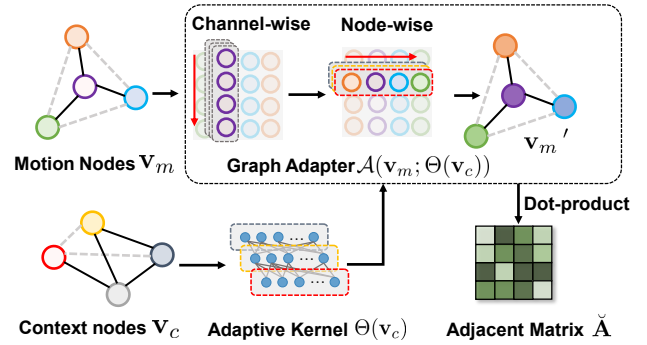 Channel-wise
Node-wise
Motion Nodes v_m
Graph Adapter 𝒜(v_m; Θ(v_c))
v_m′
Dot-product
Context nodes v_c
Adaptive Kernel Θ(v_c)
Adjacent Matrix Ă